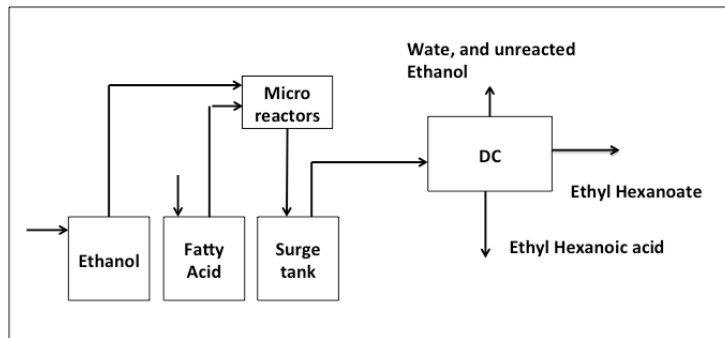 Wate, and unreacted
Ethanol
Micro
reactors
DC
Ethyl Hexanoate
Ethanol
Fatty
Acid
Surge
tank
Ethyl Hexanoic acid